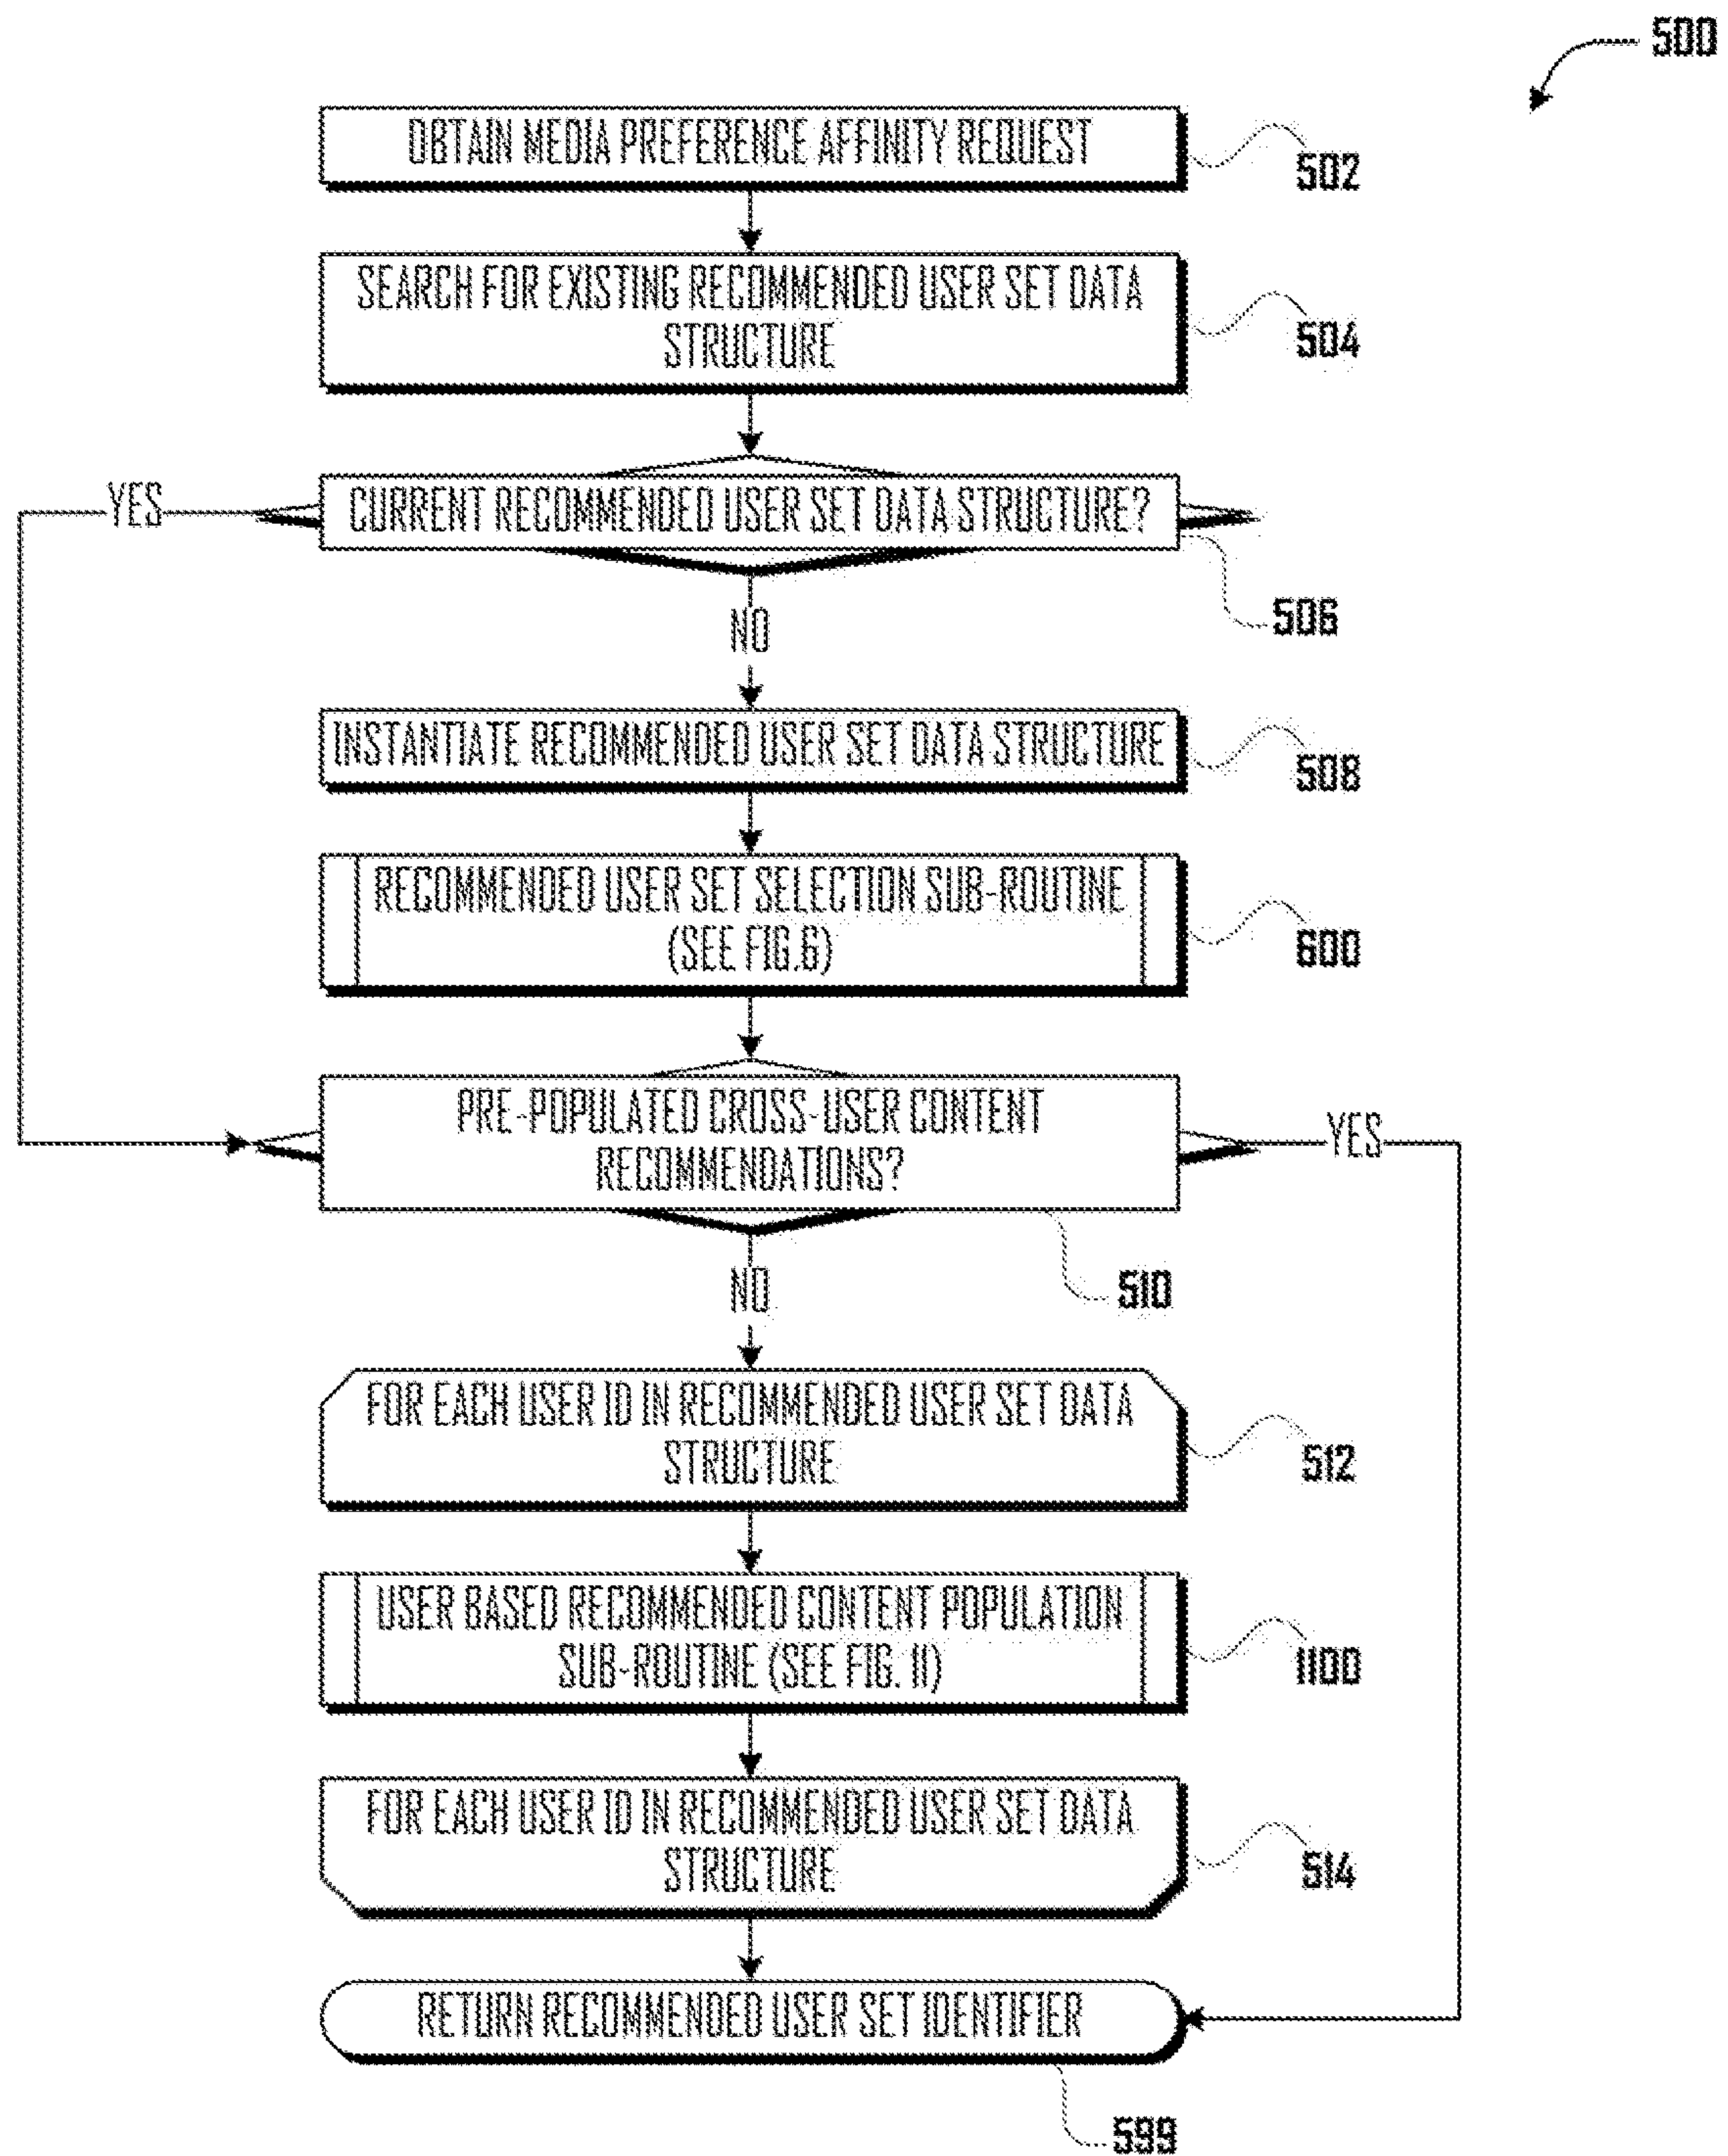 500
OBTAIN MEDIA PREFERENCE AFFINITY REQUEST
502
SEARCH FOR EXISTING RECOMMENDED USER SET DATA
STRUCTURE
504
YES
CURRENT RECOMMENDED USER SET DATA STRUCTURE?
506
NO
INSTANTIATE RECOMMENDED USER SET DATA STRUCTURE
508
RECOMMENDED USER SET SELECTION SUB-ROUTINE
(SEE FIG.6)
600
PRE-POPULATED CROSS-USER CONTENT
RECOMMENDATIONS?
YES
510
NO
FOR EACH USER ID IN RECOMMENDED USER SET DATA
STRUCTURE
512
USER BASED RECOMMENDED CONTENT POPULATION
SUB-ROUTINE (SEE FIG. 11)
1100
FOR EACH USER ID IN RECOMMENDED USER SET DATA
STRUCTURE
514
RETURN RECOMMENDED USER SET IDENTIFIER
599